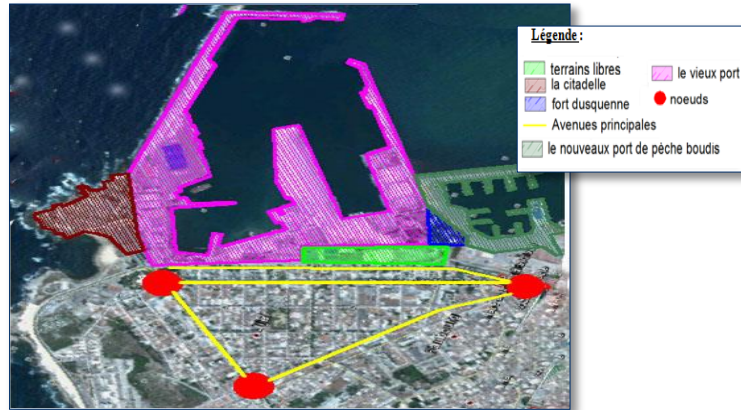 Légende :
terrains libres
la citadelle
fort dusquenne
Avenues principales
le nouveaux port de pêche boudis
le vieux port
noeuds